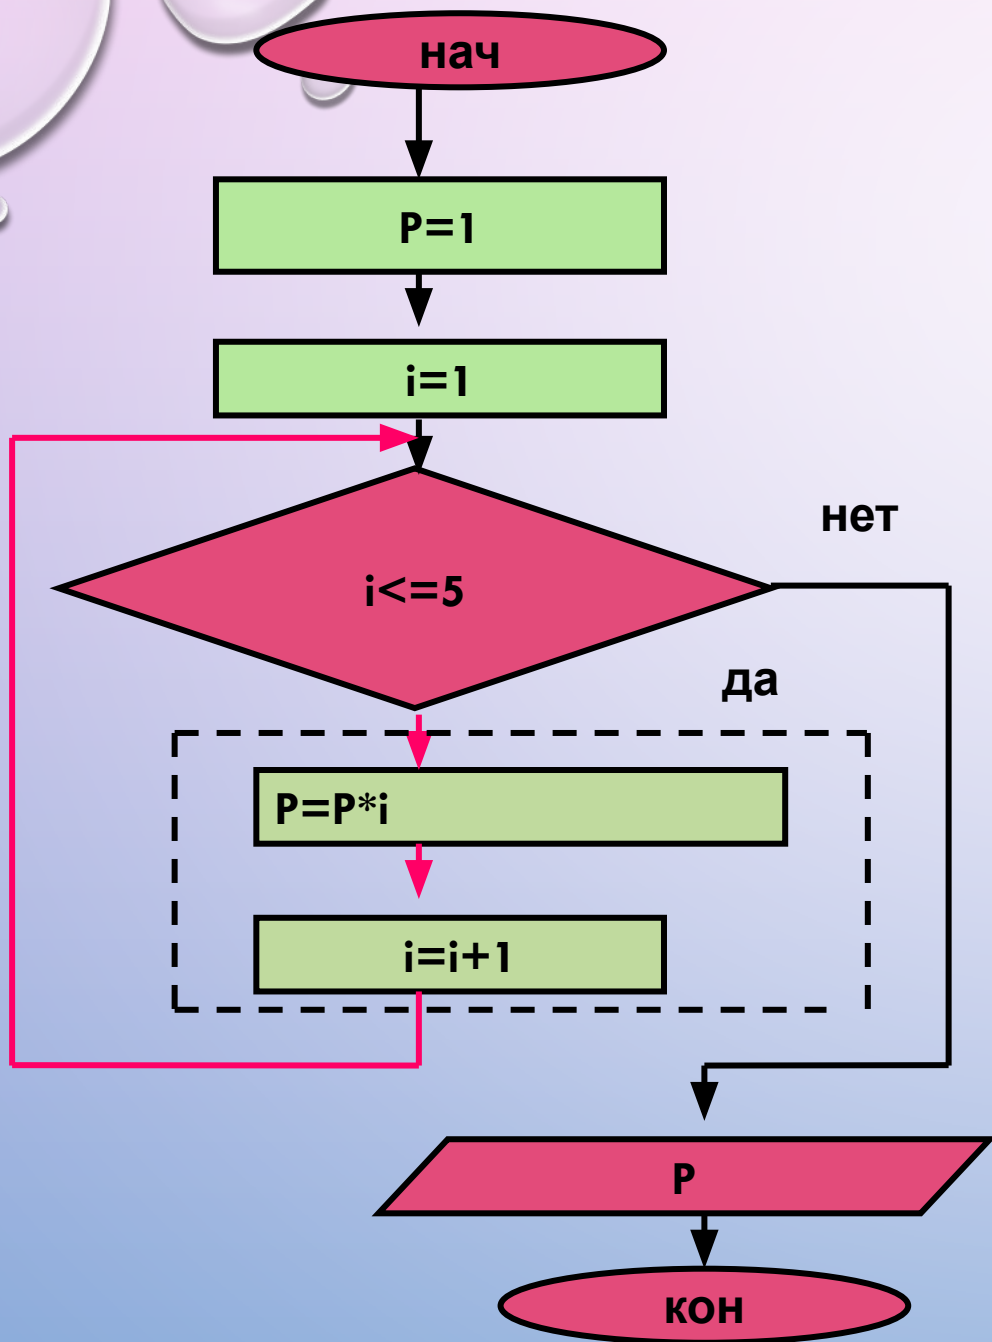 нач
P=1
i=1
i<=5
нет
да
P=P*i
i=i+1
P
кон